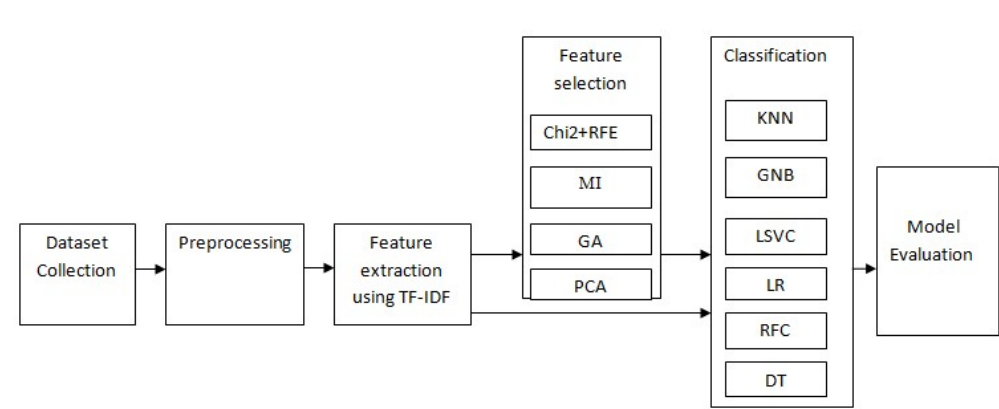 Dataset
Collection
Preprocessing
Feature
extraction
using TF-IDF
Feature
selection
Chi2+RFE
MI
GA
PCA
Classification
KNN
GNB
LSVC
LR
RFC
DT
Model
Evaluation